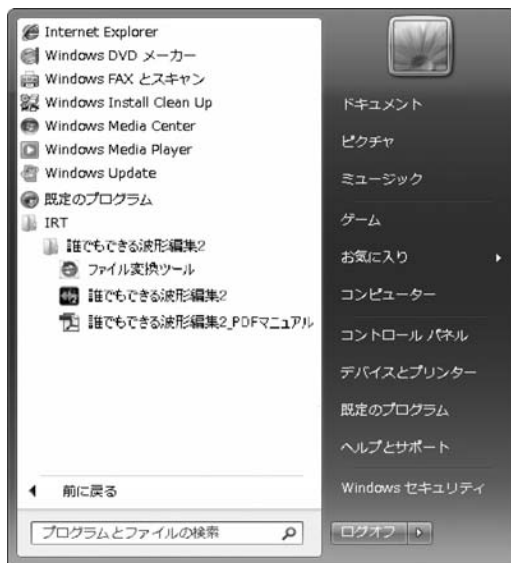 Internet Explorer
Windows DVD メーカー
Windows FAX とスキャン
Windows Install Clean Up
Windows Media Center
Windows Media Player
Windows Update
既定のプログラム
IRT
誰でもできる波形編集2
ファイル変換ツール
誰でもできる波形編集2
誰でもできる波形編集2_PDFマニュアル
前に戻る
プログラムとファイルの検索
ドキュメント
ピクチャ
ミュージック
ゲーム
お気に入り
コンピューター
コントロール パネル
デバイスとプリンター
既定のプログラム
ヘルプとサポート
Windows セキュリティ
ログオフ